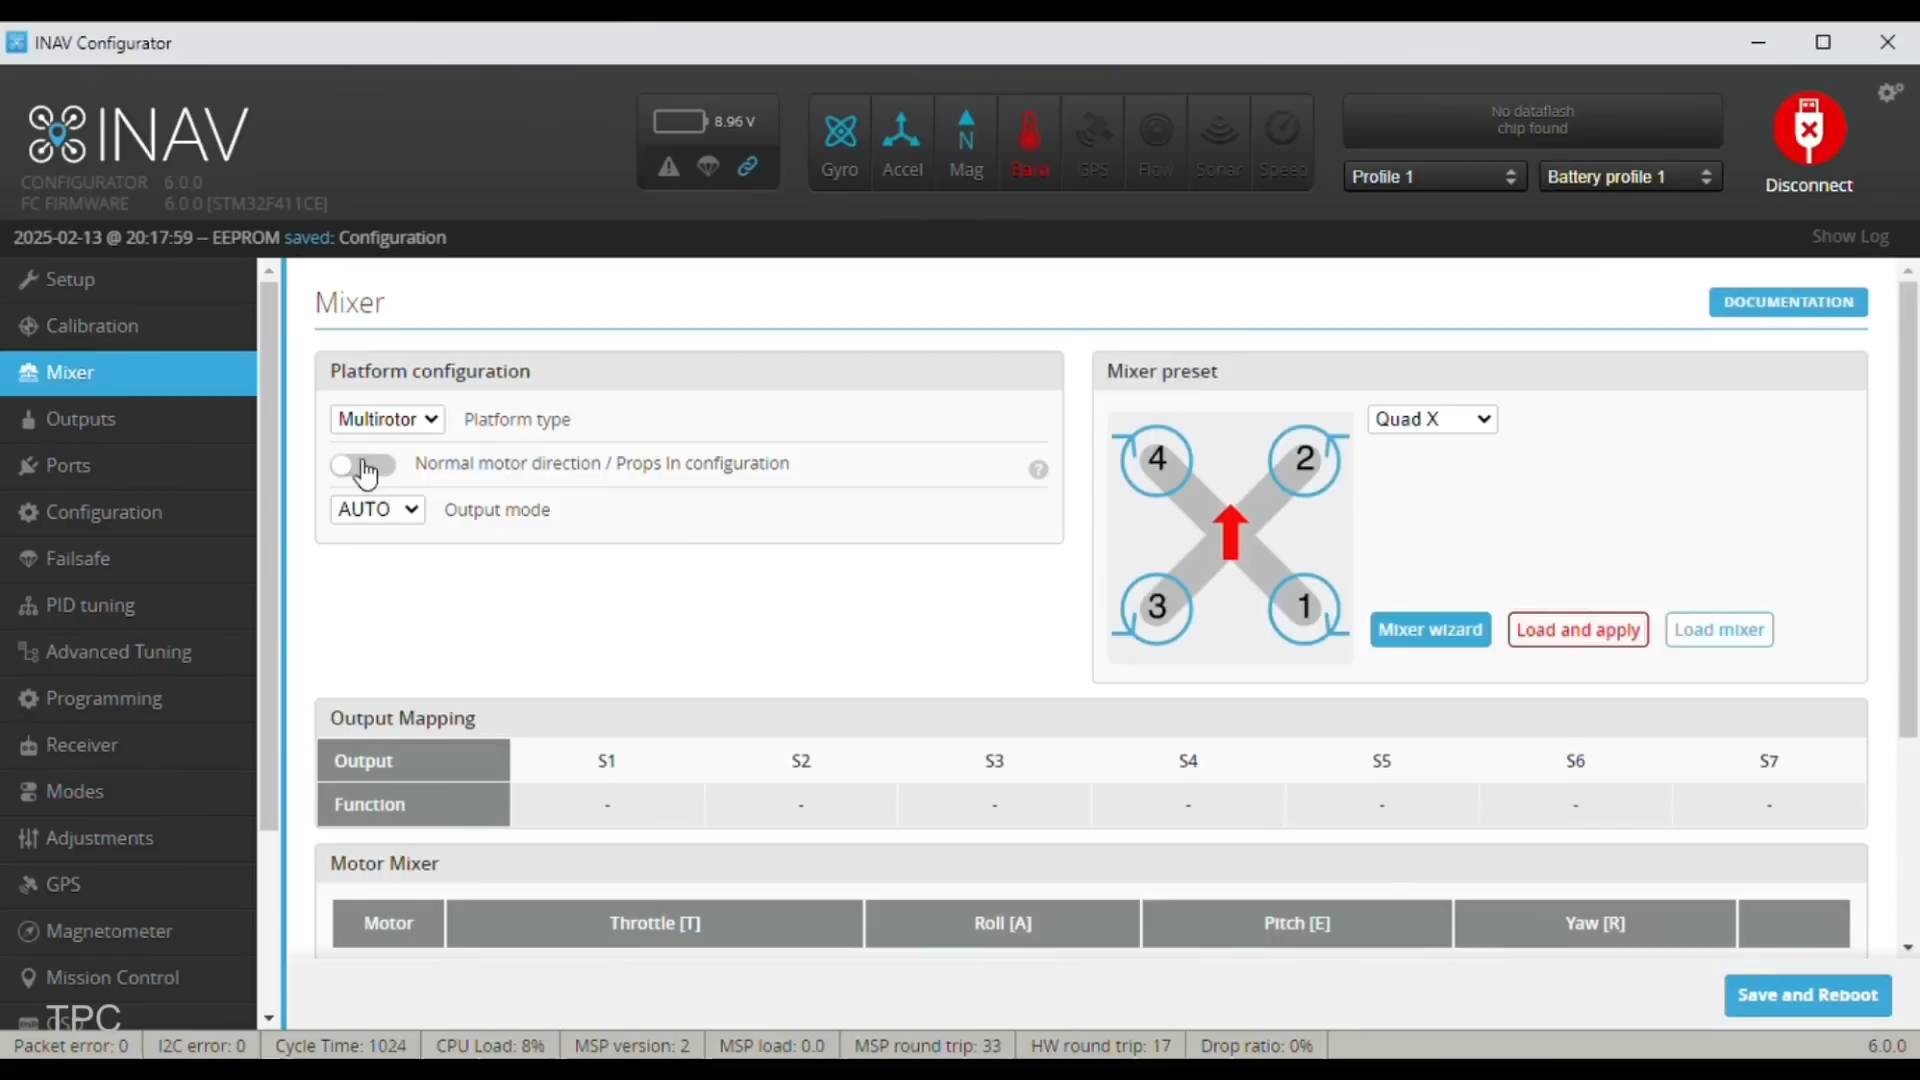 INAV Configurator
INAV
CONFIGURATOR 6.0.0
FC FIRMWARE 6.0.0 [STM32F411CE]
8.96 V
Gyro
Accel
N
Mag
Baro
GPS
Flow
Sonar
Speed
No dataflash
chip found
Profile 1
Battery profile 1
Disconnect
2025-02-13 @ 20:17:59 -- EEPROM saved: Configuration
Show Log
Setup
Calibration
Mixer
Outputs
Ports
Configuration
Failsafe
PID tuning
Advanced Tuning
Programming
Receiver
Modes
Adjustments
GPS
Magnetometer
Mission Control
OSD
TPC
Mixer
DOCUMENTATION
Platform configuration
Multirotor Platform type
Normal motor direction / Props In configuration
?
AUTO Output mode
Mixer preset
4 2
3 1
Quad X
Mixer wizard
Load and apply
Load mixer
Output Mapping
Output S1 S2 S3 S4 S5 S6 S7
Function - - - - - - -
Motor Mixer
Motor Throttle [T] Roll [A] Pitch [E] Yaw [R]
Save and Reboot
Packet error: 0 I2C error: 0 Cycle Time: 1024 CPU Load: 8% MSP version: 2 MSP load: 0.0 MSP round trip: 33 HW round trip: 17 Drop ratio: 0% 6.0.0